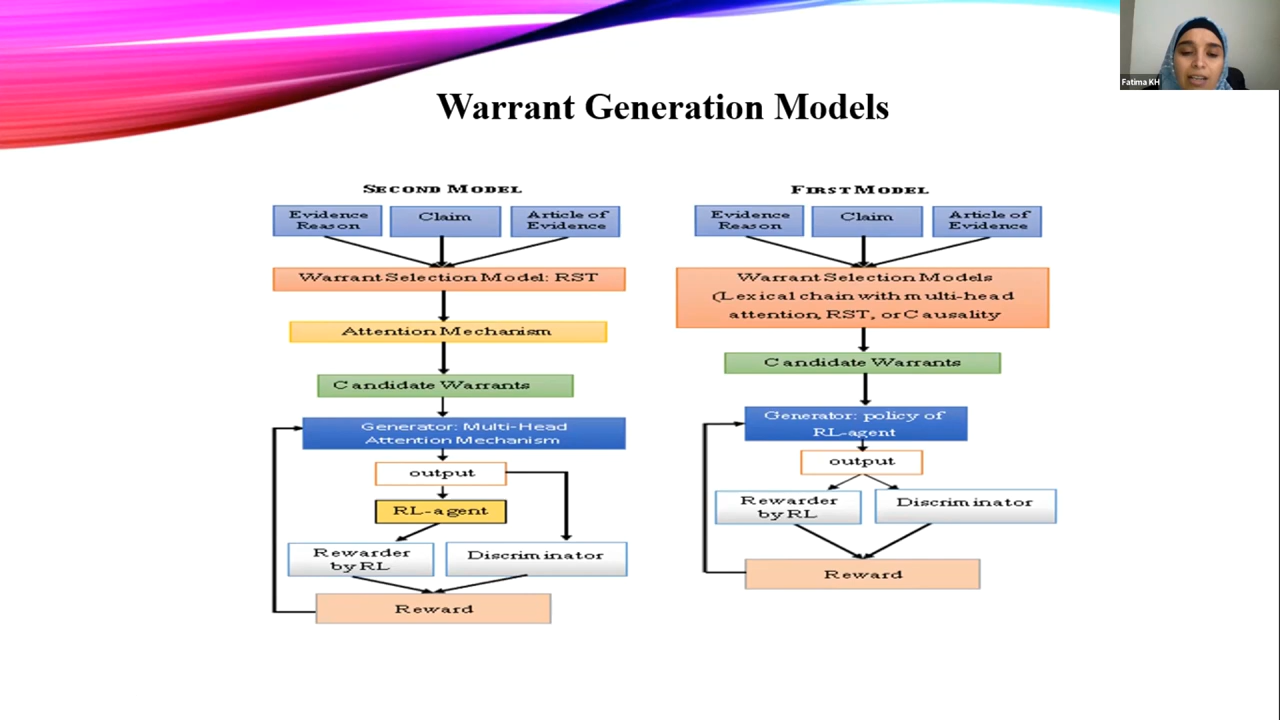 Fatima KH
Warrant Generation Models
SECOND MODEL
Evidence
Reason
Claim
Article of
Evidence
Warrant Selection Model: RST
Attention Mechanism
Candidate Warrants
Generator: Multi-Head
Attention Mechanism
output
RL-agent
Rewarder
by RL
Discriminator
Reward
FIRST MODEL
Evidence
Reason
Claim
Article of
Evidence
Warrant Selection Models
(Lexical chain with multi-head
attention, RST, or Causality
Candidate Warrants
Generator: policy of
RL-agent
output
Rewarder
by RL
Discriminator
Reward